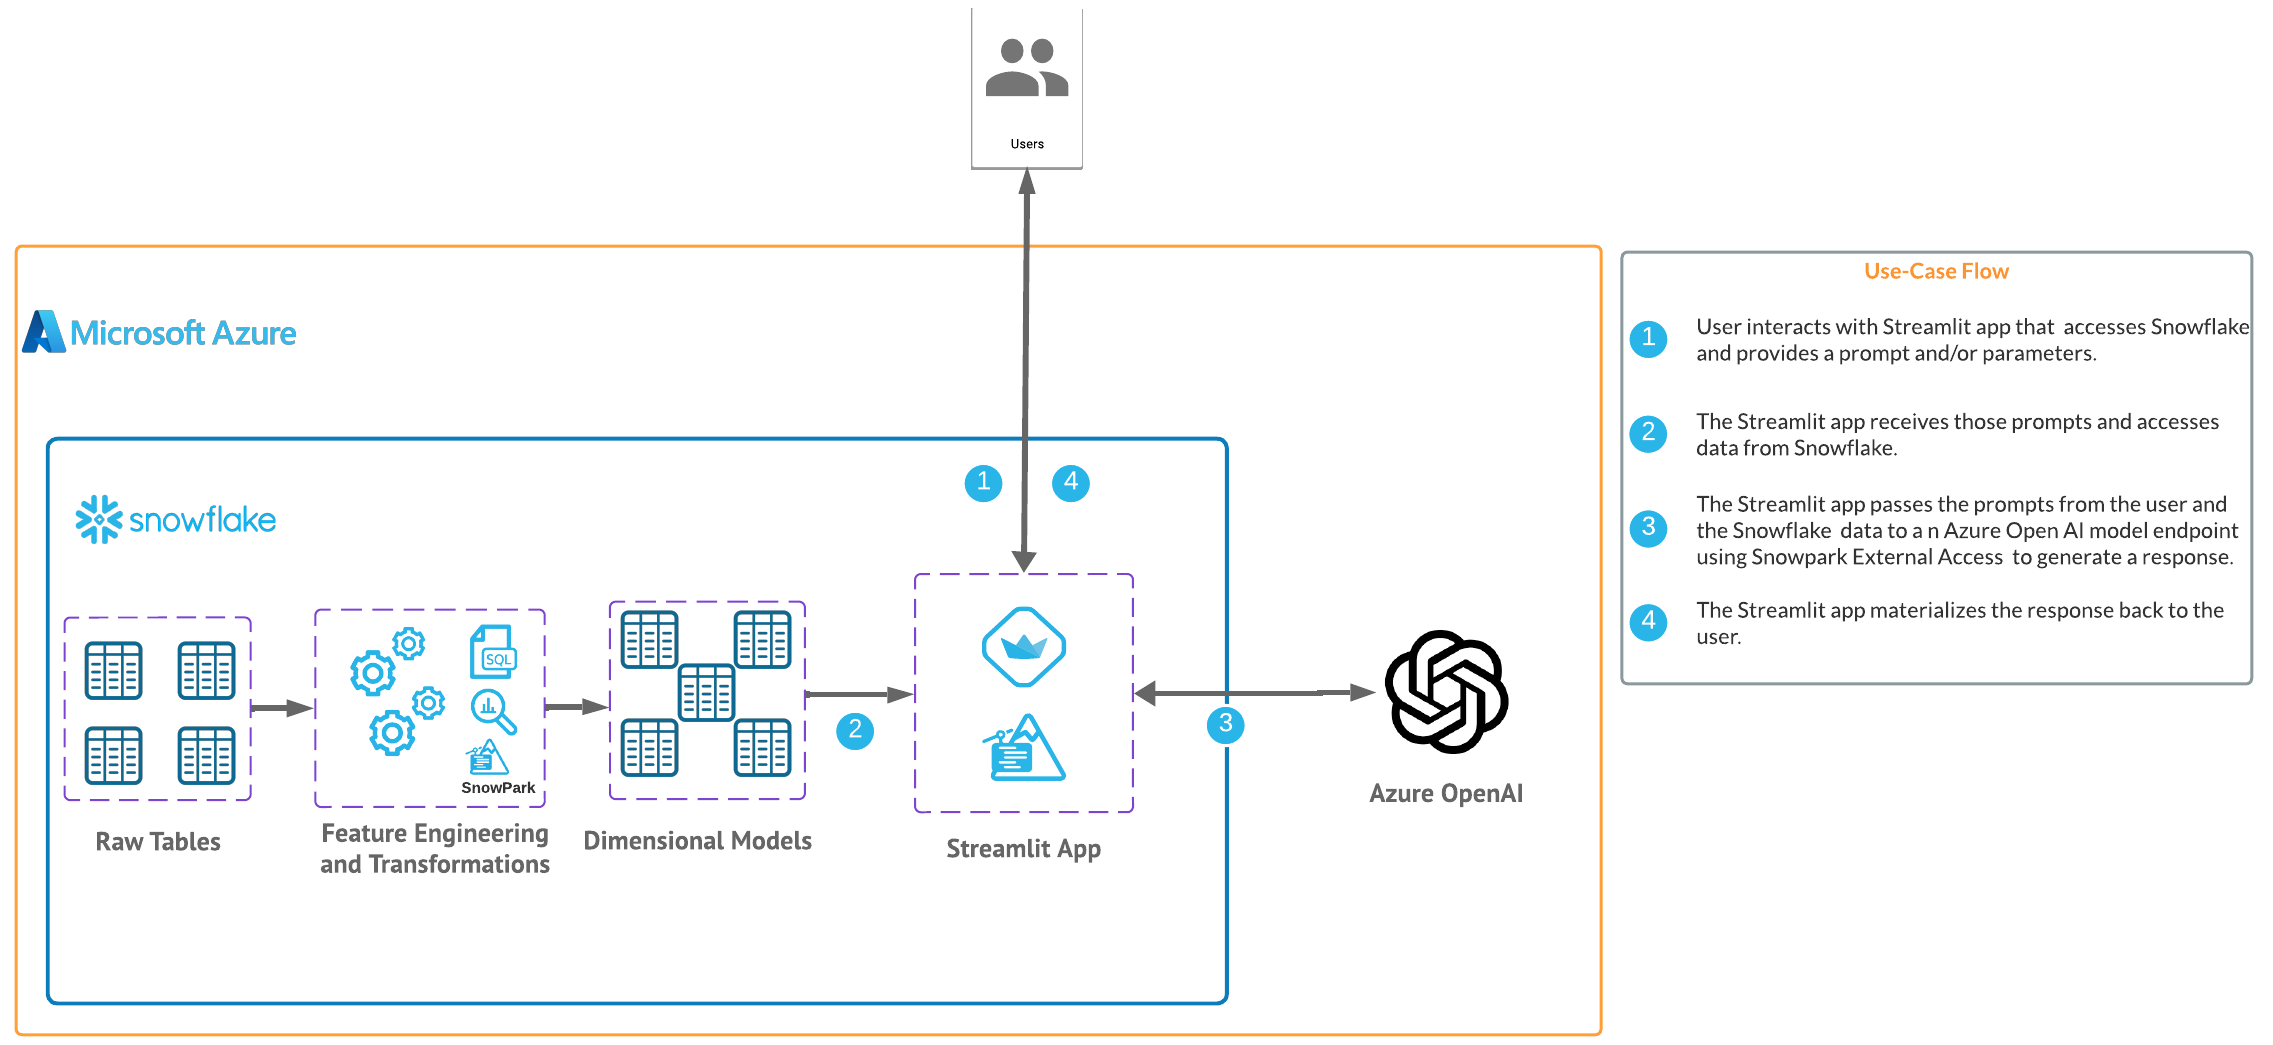 Users
Microsoft Azure
snowflake
1
4
SQL
SnowPark
2
3
Raw Tables
Feature Engineering
and Transformations
Dimensional Models
Streamlit App
Azure OpenAI
Use-Case Flow
1
User interacts with Streamlit app that  accesses Snowflake
and provides a prompt and/or parameters.
2
The Streamlit app receives those prompts and accesses
data from Snowflake.
3
The Streamlit app passes the prompts from the user and
the Snowflake  data to a n Azure Open AI model endpoint
using Snowpark External Access  to generate a response.
4
The Streamlit app materializes the response back to the
user.